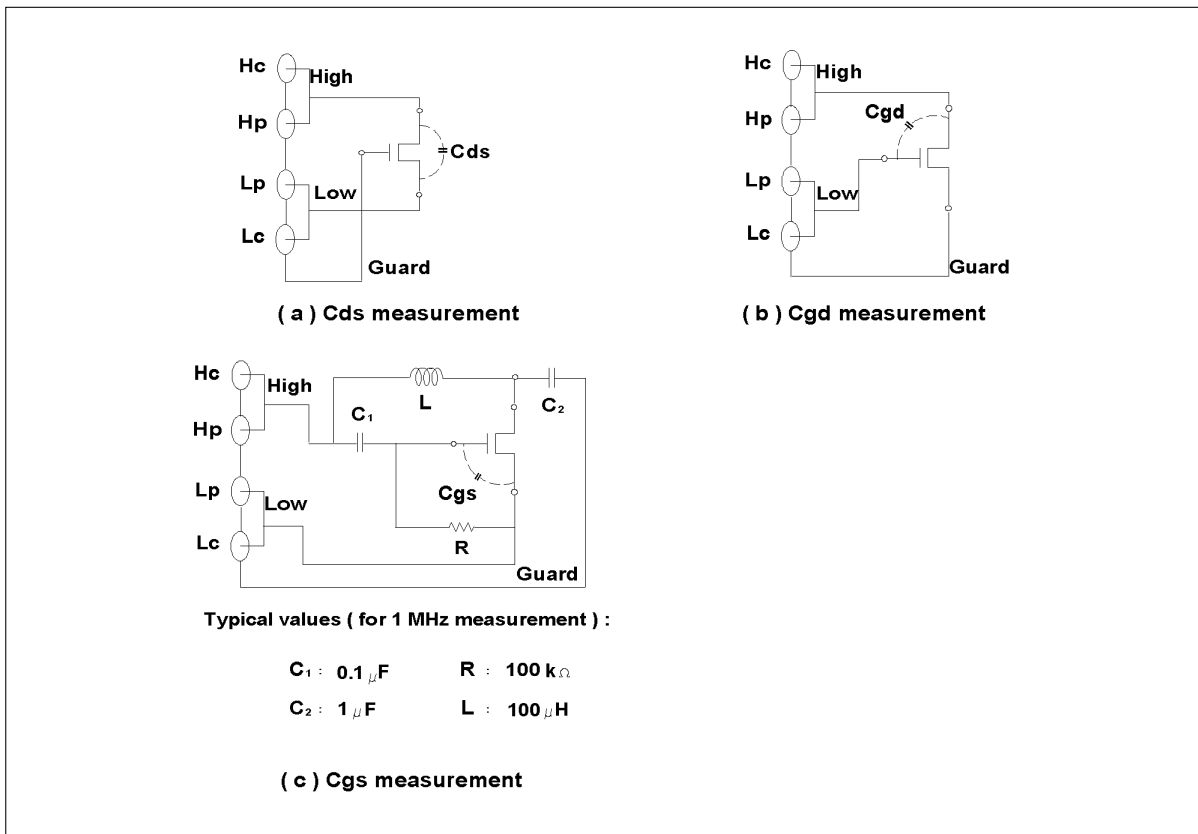 Hc
High
Hp
Cds
Lp
Low
Lc
Guard
( a ) Cds measurement
Hc
High
Cgd
Hp
Lp
Low
Lc
Guard
( b ) Cgd measurement
Hc
High
L
C₂
C₁
Hp
Cgs
Lp
Low
R
Lc
Guard
Typical values ( for 1 MHz measurement ) :
C₁ : 0.1 μF R : 100 kΩ
C₂ : 1 μF L : 100 μH
( c ) Cgs measurement